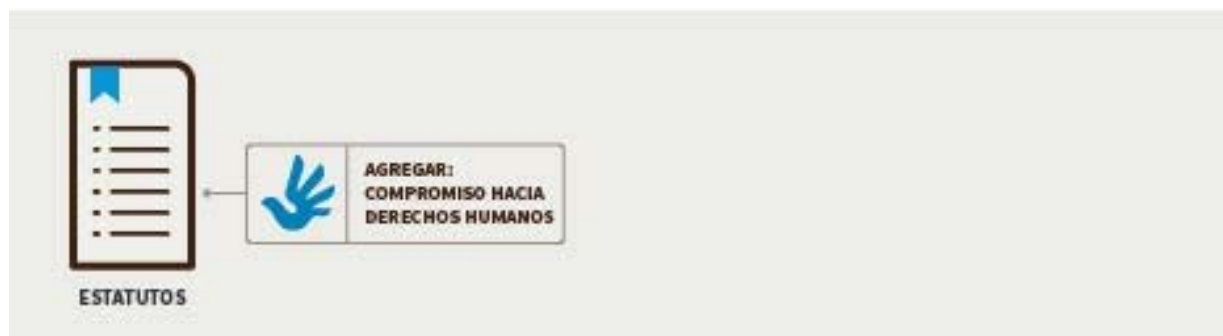 AGREGAR:
COMPROMISO HACIA
DERECHOS HUMANOS
ESTATUTOS